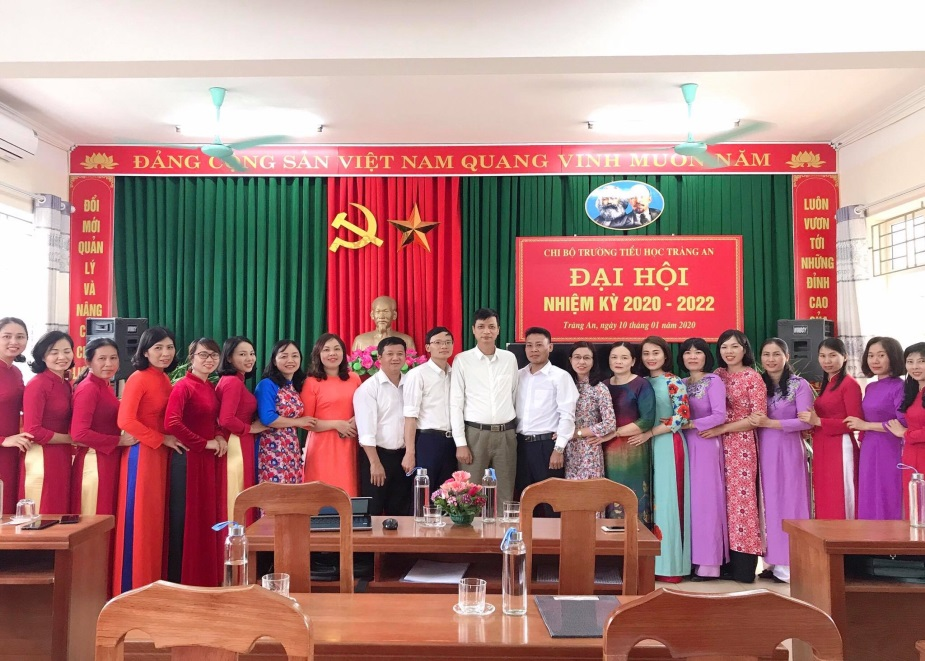 ĐẢNG CỘNG SẢN VIỆT NAM QUANG VINH MUÔN NĂM
ĐỔI
MỚI
QUẢN
LÝ
VÀ
NÂNG
CHI BỘ TRƯỜNG TIỂU HỌC TRÀNG AN
ĐẠI HỘI
NHIỆM KỲ 2020 - 2022
Tràng An, ngày 10 tháng 01 năm 2020
LUÔN
VƯƠN
TỚI
NHỮNG
ĐỈNH
CAO